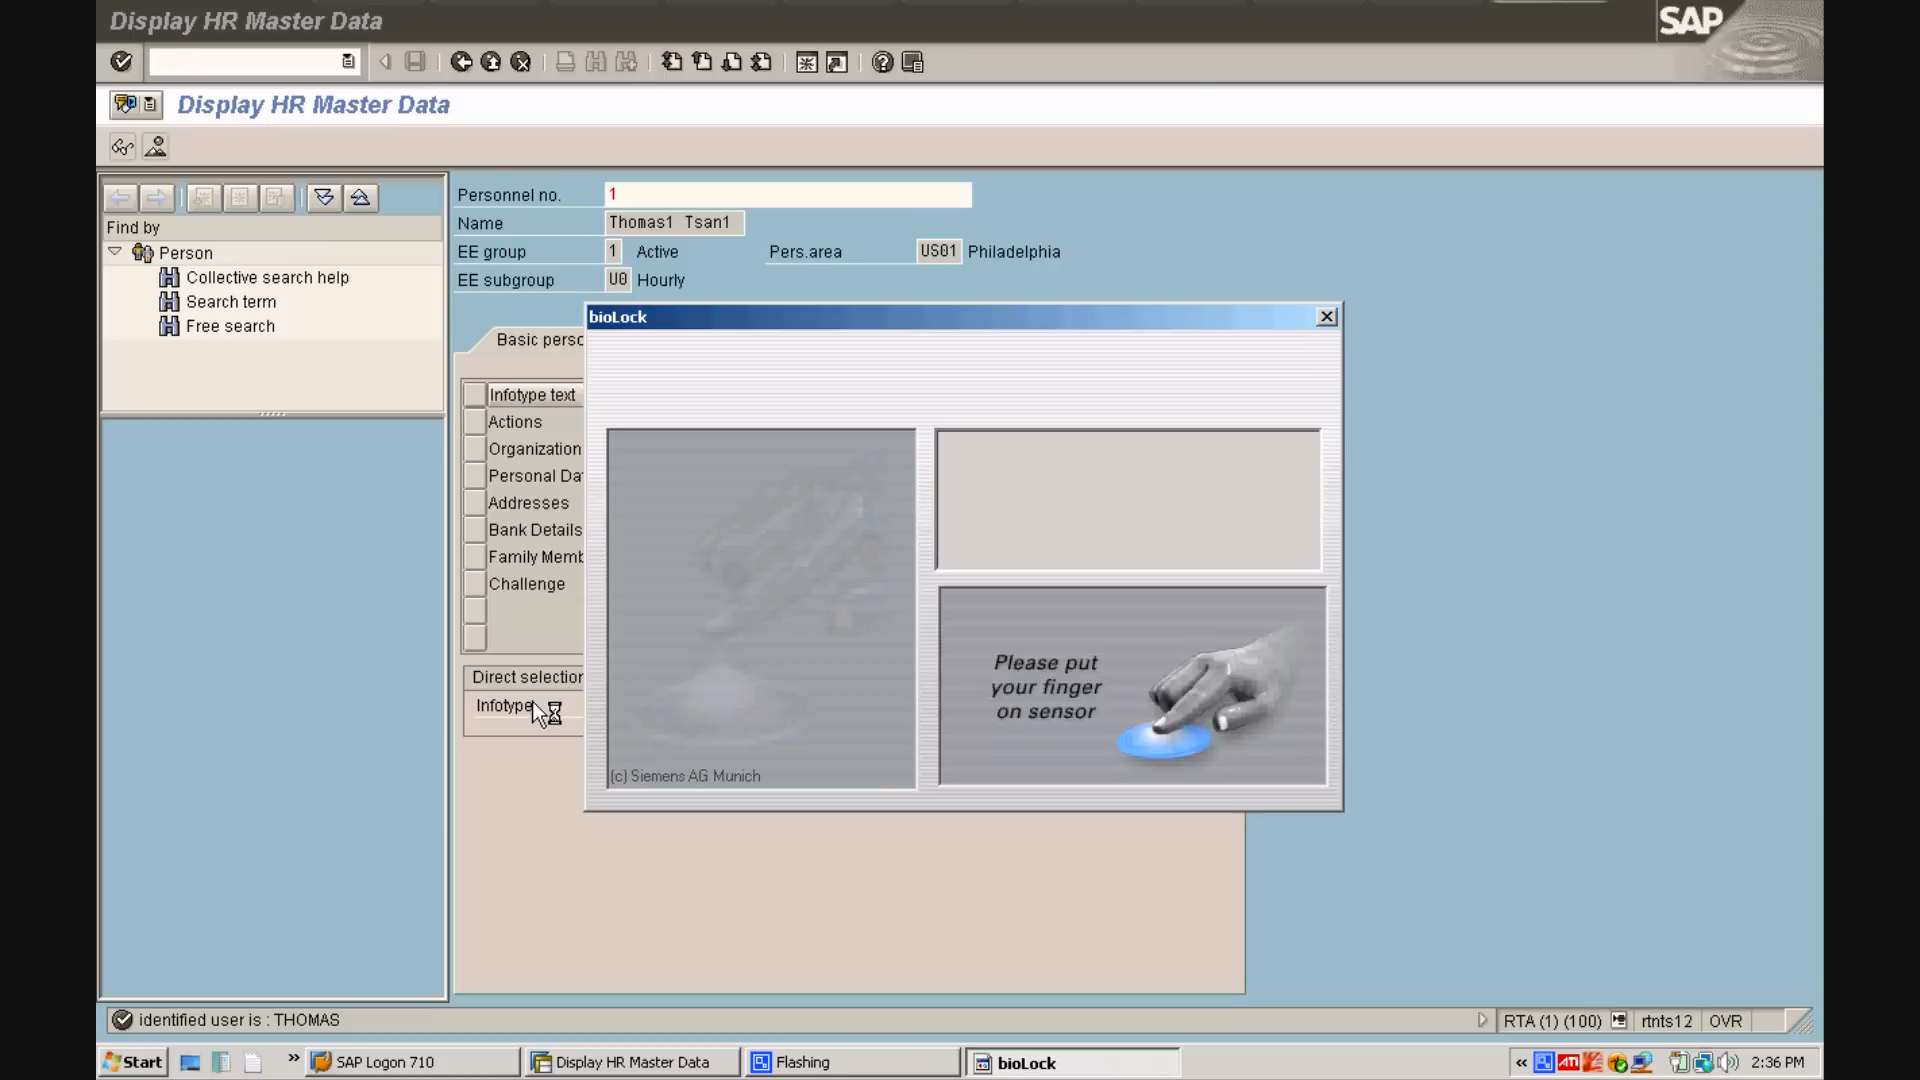 Display HR Master Data
SAP
Display HR Master Data
Find by
Person
Collective search help
Search term
Free search
Personnel no. 1
Name Thomas1 Tsan1
EE group 1 Active Pers.area US01 Philadelphia
EE subgroup U0 Hourly
Basic perso
Infotype text
Actions
Organization
Personal Da
Addresses
Bank Details
Family Memb
Challenge
Direct selection
Infotype
bioLock
(c) Siemens AG Munich
Please put
your finger
on sensor
identified user is : THOMAS
RTA (1) (100) rtnts12 OVR
Start SAP Logon 710 Display HR Master Data Flashing bioLock ATI 2:36 PM